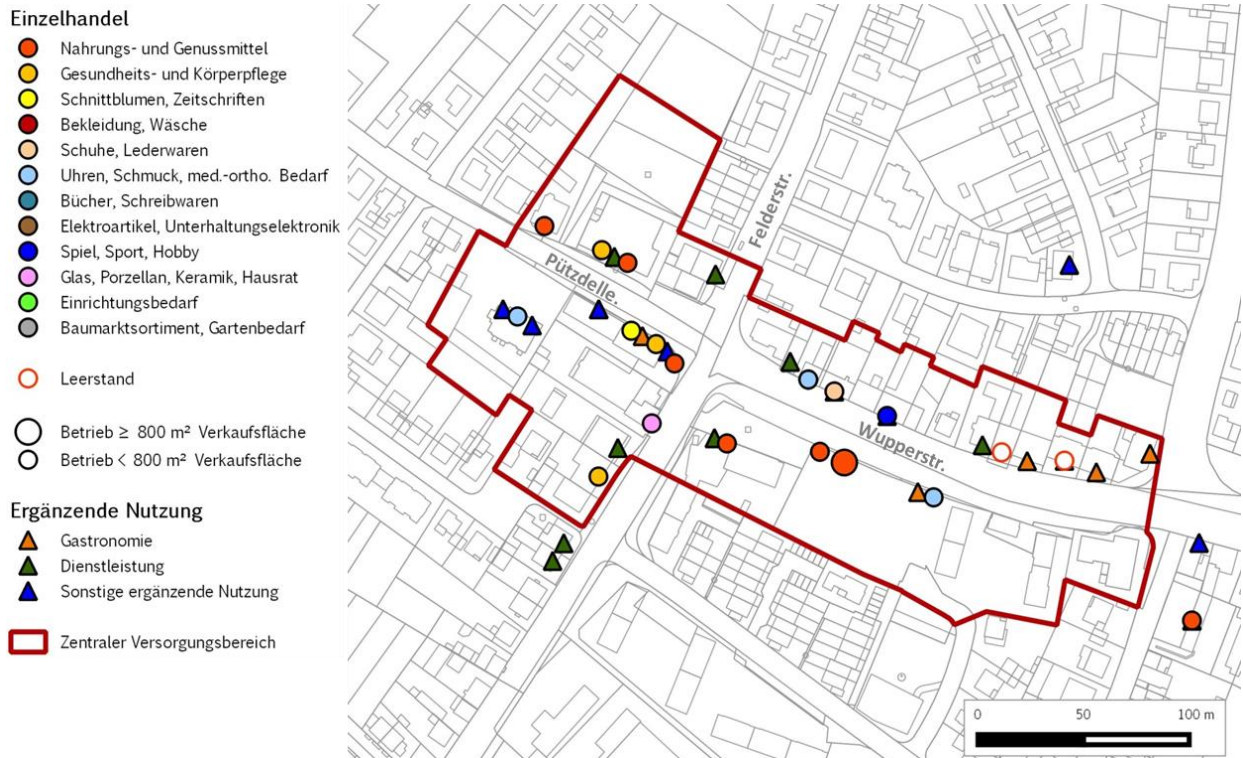 Einzelhandel
Nahrungs- und Genussmittel
Gesundheits- und Körperpflege
Schnittblumen, Zeitschriften
Bekleidung, Wäsche
Schuhe, Lederwaren
Uhren, Schmuck, med.-ortho. Bedarf
Bücher, Schreibwaren
Elektroartikel, Unterhaltungselektronik
Spiel, Sport, Hobby
Glas, Porzellan, Keramik, Hausrat
Einrichtungsbedarf
Baumarktsortiment, Gartenbedarf
Leerstand
Betrieb ≥ 800 m² Verkaufsfläche
Betrieb < 800 m² Verkaufsfläche
Ergänzende Nutzung
Gastronomie
Dienstleistung
Sonstige ergänzende Nutzung
Zentraler Versorgungsbereich
Felderstr.
Pützdelle.
Wupperstr.
0 50 100 m